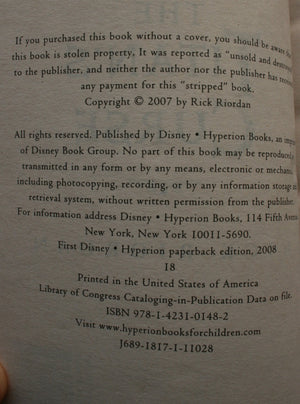 If you purchased this book without a cover, you should be aware
this book is stolen property. It was reported as "unsold and
to the publisher, and neither the author nor the publisher has
any payment for this "stripped" book.
Copyright © 2007 by Rick Riordan
All rights reserved. Published by Disney • Hyperion Books, an
of Disney Book Group. No part of this book may be reproduced
transmitted in any form or by any means, electronic or
including photocopying, recording, or by any information storage
retrieval system, without written permission from the publisher.
For information address Disney • Hyperion Books, 114 Fifth
New York, New York 10011-5690.
First Disney • Hyperion paperback edition, 2008
18
Printed in the United States of America
Library of Congress Cataloging-in-Publication Data on file.
ISBN 978-1-4231-0148-2
Visit www.hyperionbooksforchildren.com
J689-1817-1-11028